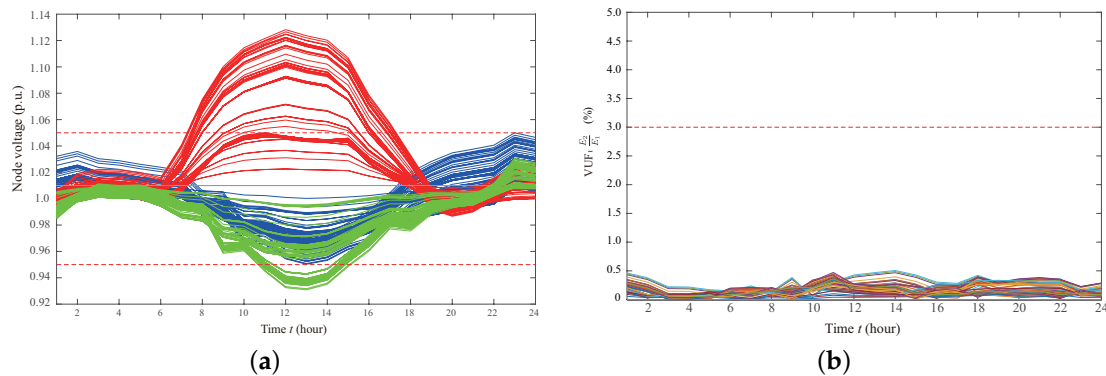 1.14
1.12
1.10
1.08
1.06
1.04
1.02
1.0
0.98
0.96
0.94
0.92
Node voltage (p.u.)
2 4 6 8 10 12 14 16 18 20 22 24
Time t (hour)
(a)
5.0
4.5
4.0
3.5
3.0
2.5
2.0
1.5
1.0
0.5
0
VUF₁ E₂/E₁ (%)
2 4 6 8 10 12 14 16 18 20 22 24
Time t (hour)
(b)